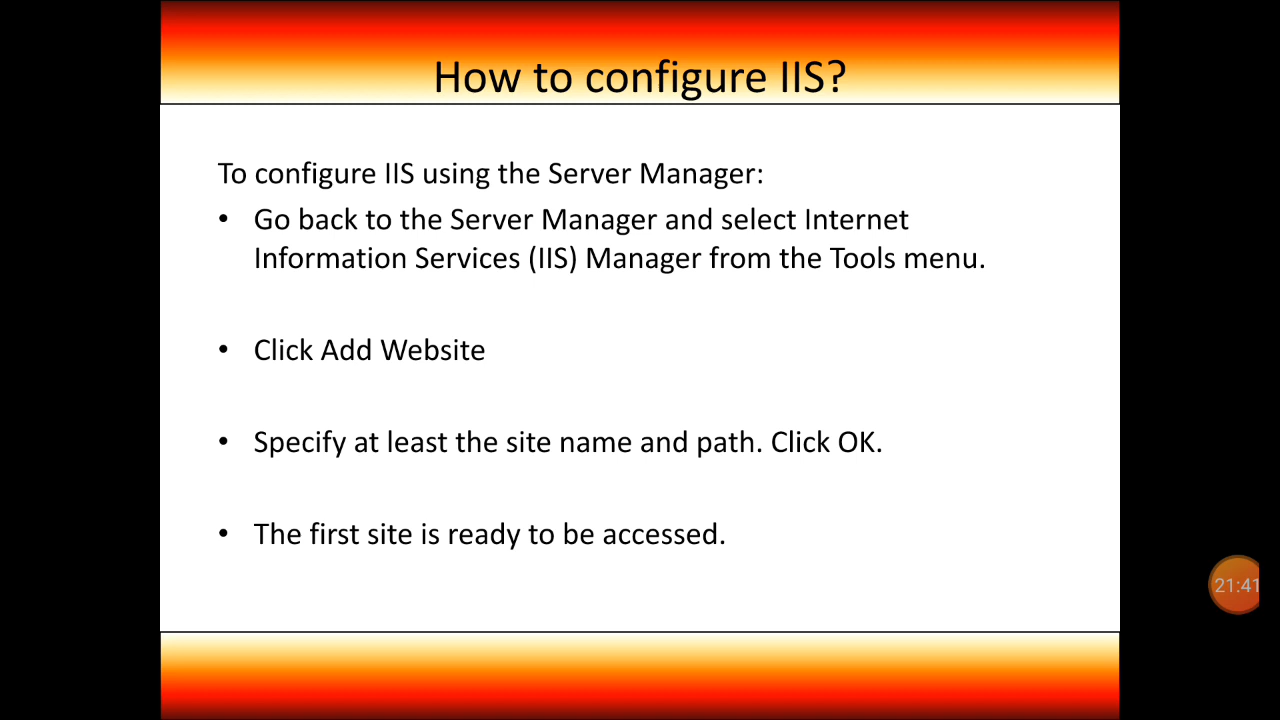 How to configure IIS?
To configure IIS using the Server Manager:
• Go back to the Server Manager and select Internet
Information Services (IIS) Manager from the Tools menu.
• Click Add Website
• Specify at least the site name and path. Click OK.
• The first site is ready to be accessed.
21:41